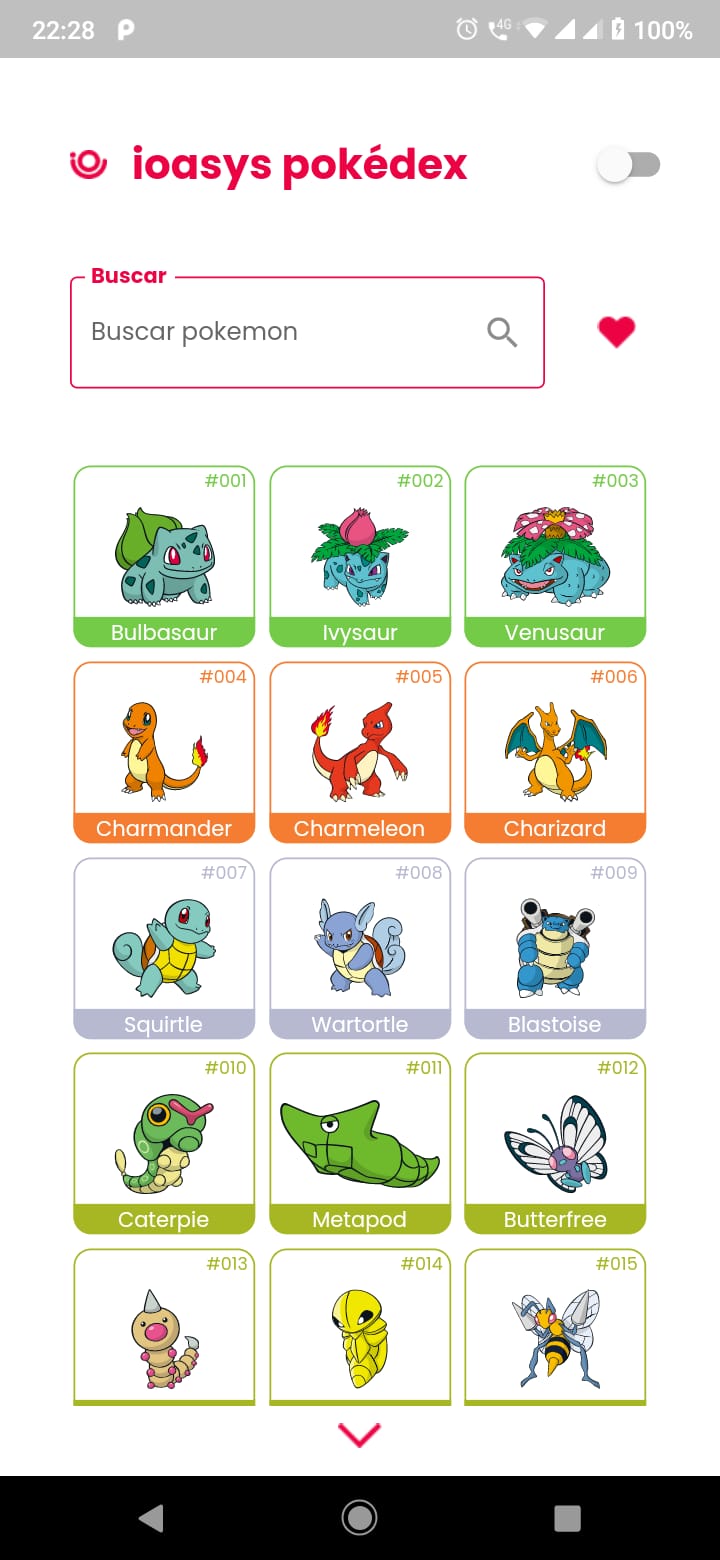 22:28 4G 100%
ioasys pokédex
Buscar
Buscar pokemon
#001 #002 #003
Bulbasaur Ivysaur Venusaur
#004 #005 #006
Charmander Charmeleon Charizard
#007 #008 #009
Squirtle Wartortle Blastoise
#010 #011 #012
Caterpie Metapod Butterfree
#013 #014 #015